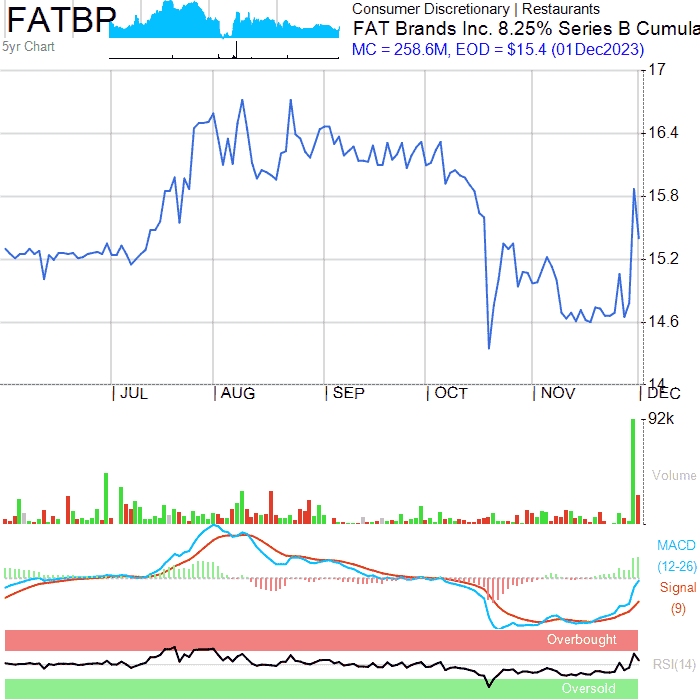 FATBP
5yr Chart
Consumer Discretionary | Restaurants
FAT Brands Inc. 8.25% Series B Cumula
MC = 258.6M, EOD = $15.4 (01Dec2023)
17
16.4
15.8
15.2
14.6
14
JUL AUG SEP OCT NOV DEC
92k
Volume
MACD
(12-26)
Signal
(9)
Overbought
RSI(14)
Oversold